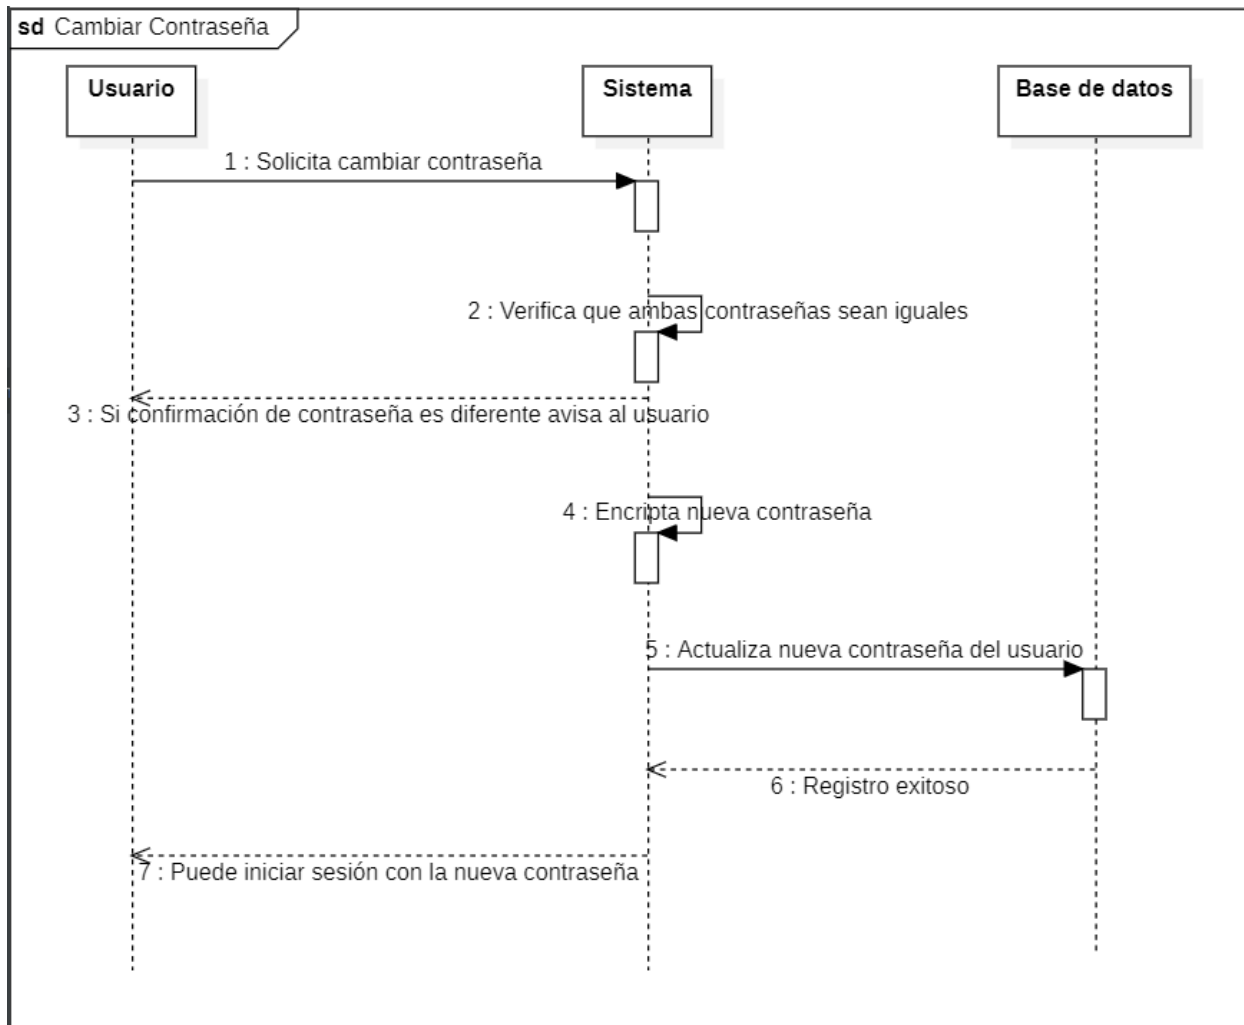 sd Cambiar Contraseña
Usuario
Sistema
Base de datos
1 : Solicita cambiar contraseña
2 : Verifica que ambas contraseñas sean iguales
3 : Si confirmación de contraseña es diferente avisa al usuario
4 : Encripta nueva contraseña
5 : Actualiza nueva contraseña del usuario
6 : Registro exitoso
7 : Puede iniciar sesión con la nueva contraseña